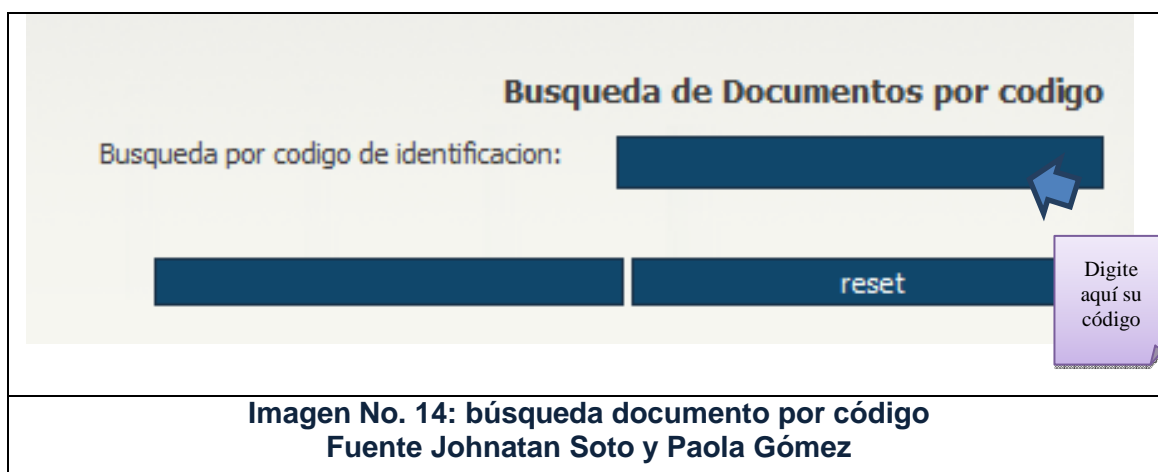 Busqueda de Documentos por codigo
Busqueda por codigo de identificacion:
reset
Digite
aquí su
código
Imagen No. 14: búsqueda documento por código
Fuente Johnatan Soto y Paola Gómez